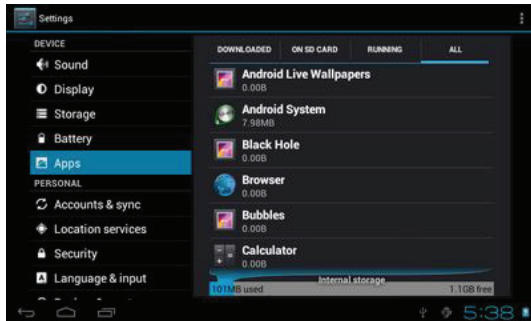 Settings
DEVICE
Sound
Display
Storage
Battery
Apps
PERSONAL
Accounts & sync
Location services
Security
Language & input
DOWNLOADED ON SD CARD RUNNING ALL
Android Live Wallpapers
0.00B
Android System
7.98MB
Black Hole
0.00B
Browser
0.00B
Bubbles
0.00B
Calculator
0.00B
Internal storage
101MB used 1.1GB free
5:38